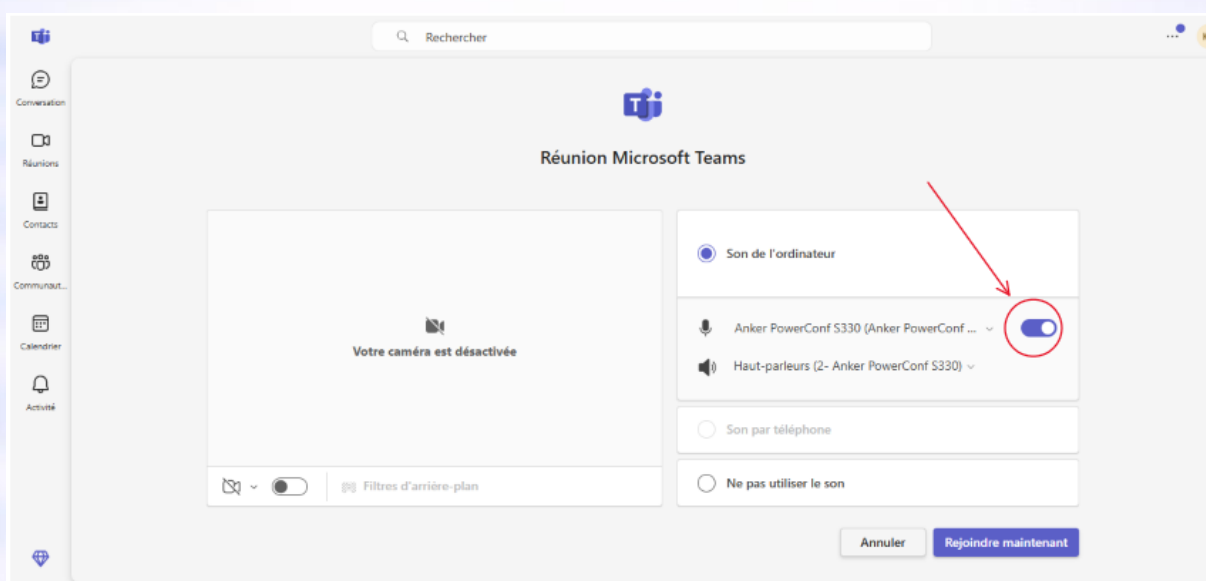 Rechercher
Conversation
Réunions
Contacts
Communaut...
Calendrier
Activité
Réunion Microsoft Teams
Votre caméra est désactivée
Filtres d'arrière-plan
Son de l'ordinateur
Anker PowerConf S330 (Anker PowerConf ...
Haut-parleurs (2- Anker PowerConf S330)
Son par téléphone
Ne pas utiliser le son
Annuler
Rejoindre maintenant